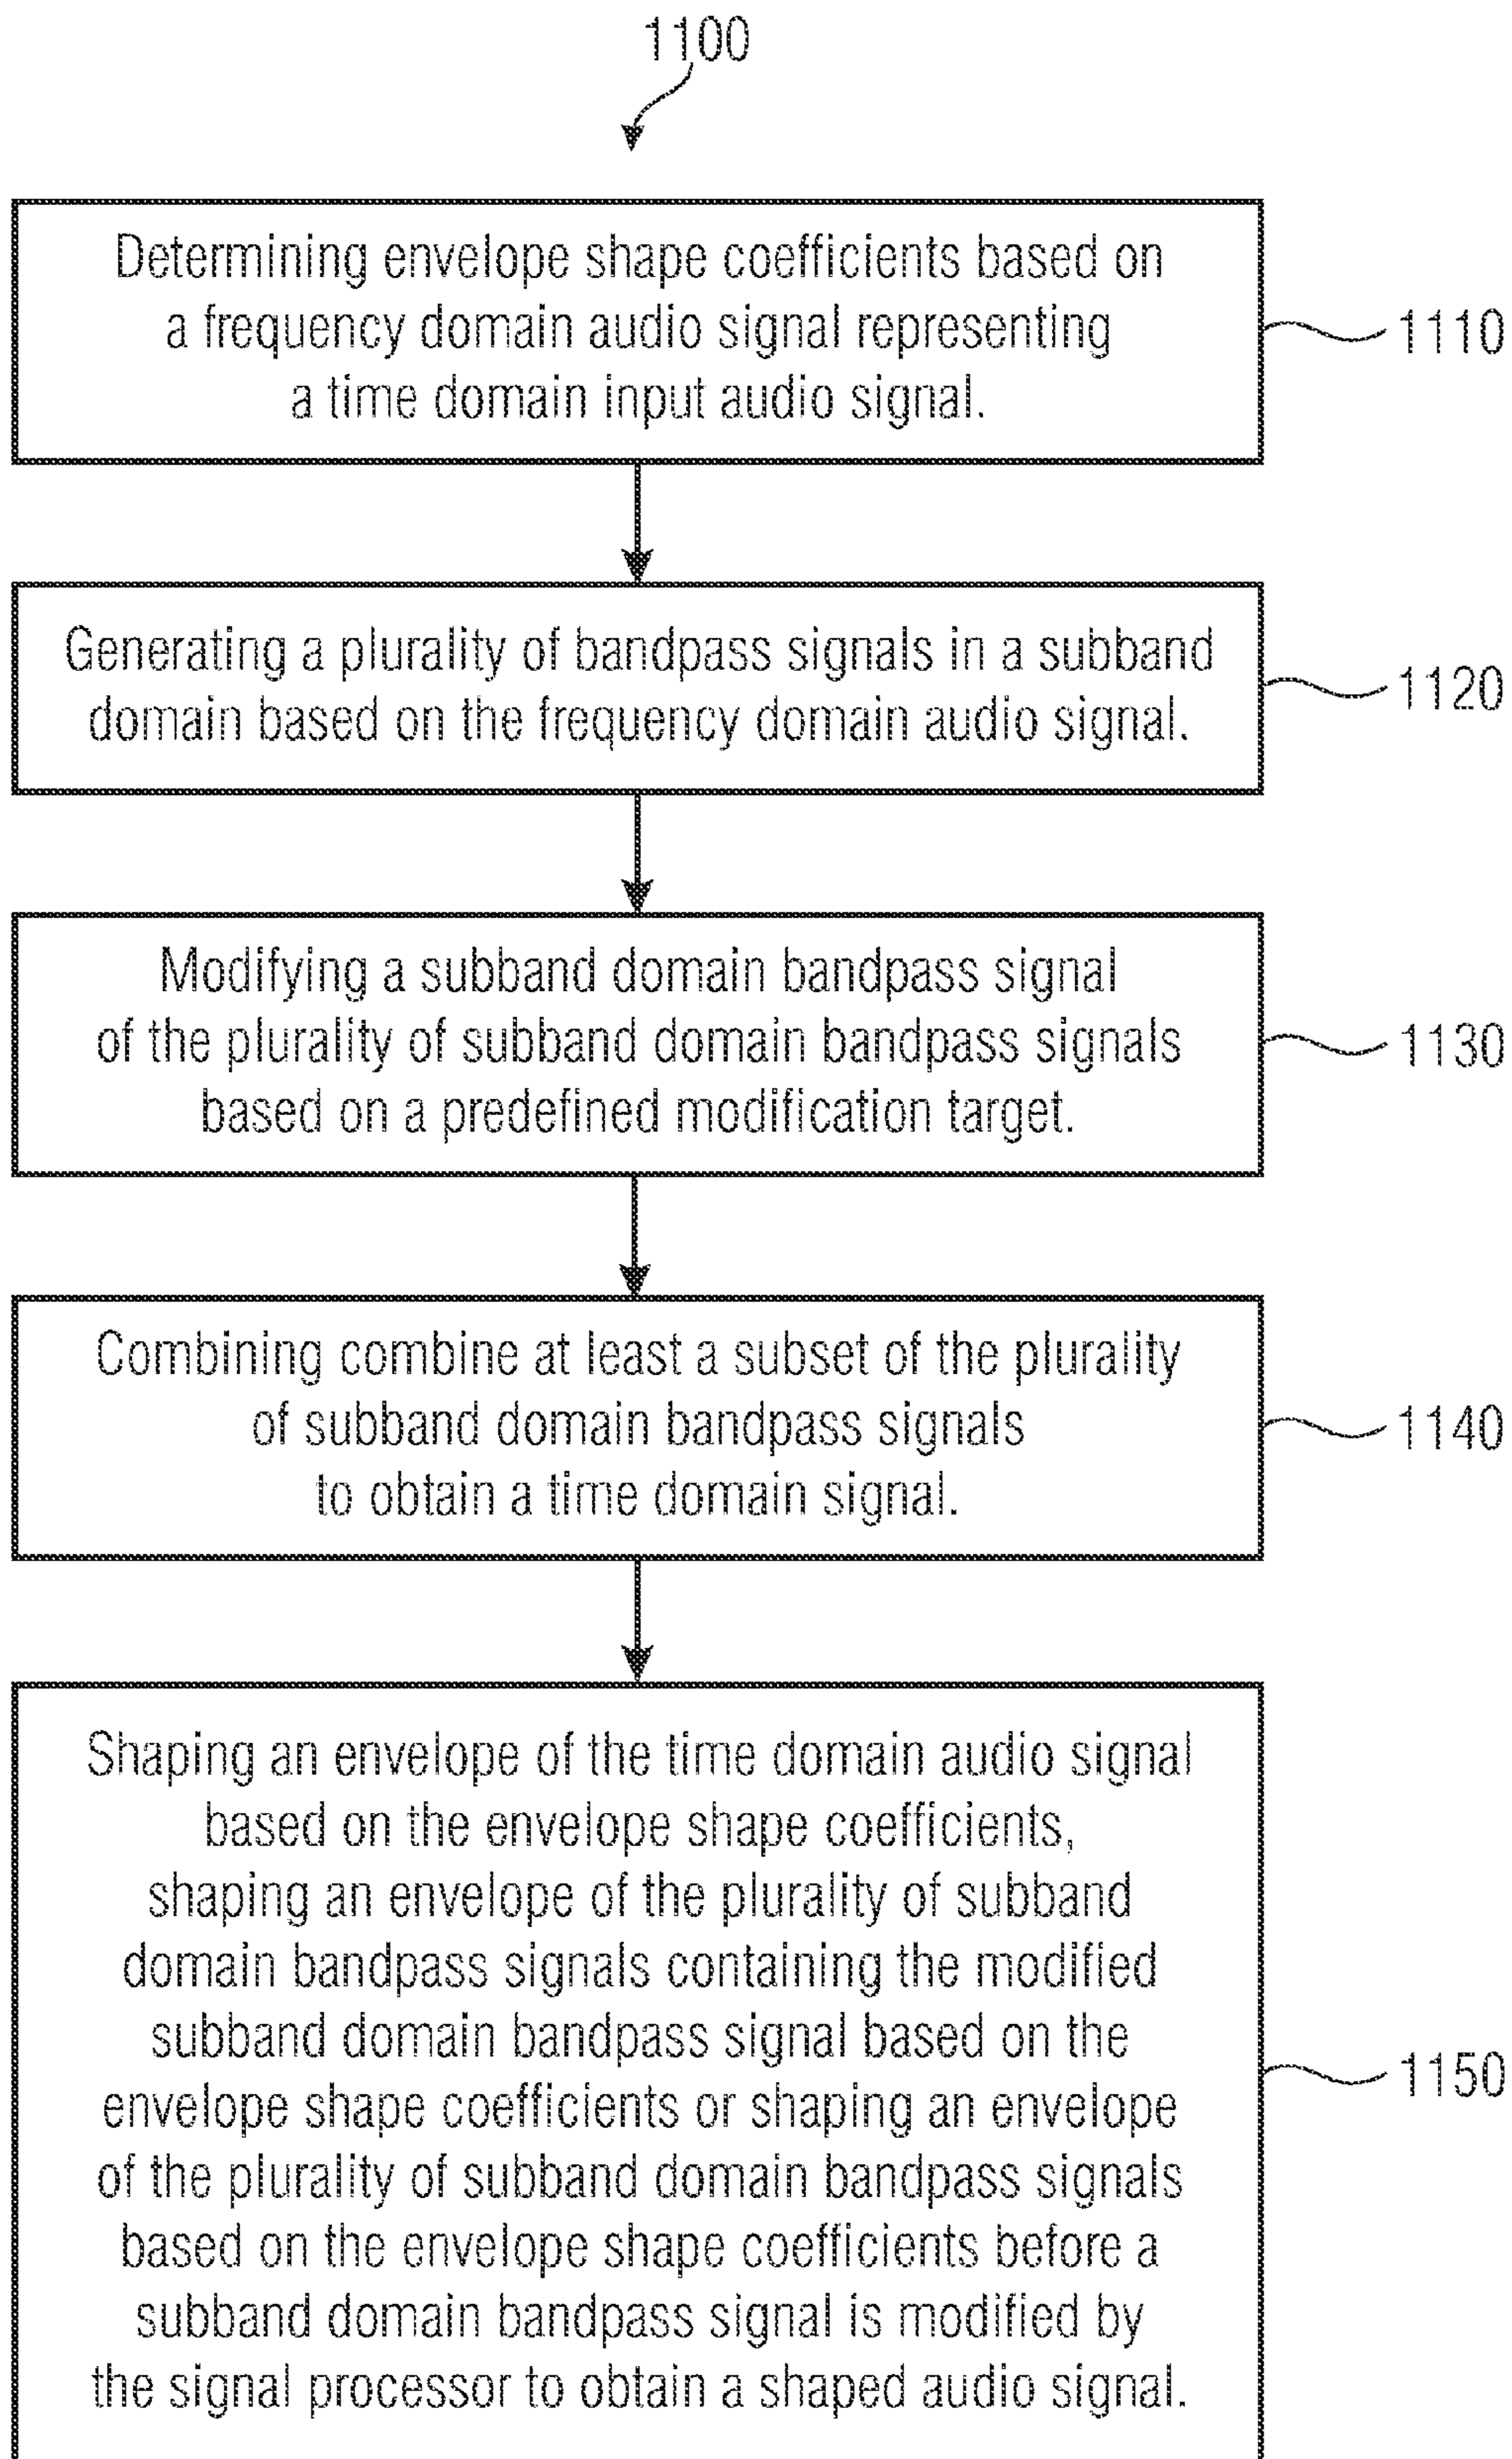 1100
Determining envelope shape coefficients based on
a frequency domain audio signal representing
a time domain input audio signal.
1110
Generating a plurality of bandpass signals in a subband
domain based on the frequency domain audio signal.
1120
Modifying a subband domain bandpass signal
of the plurality of subband domain bandpass signals
based on a predefined modification target.
1130
Combining combine at least a subset of the plurality
of subband domain bandpass signals
to obtain a time domain signal.
1140
Shaping an envelope of the time domain audio signal
based on the envelope shape coefficients,
shaping an envelope of the plurality of subband
domain bandpass signals containing the modified
subband domain bandpass signal based on the
envelope shape coefficients or shaping an envelope
of the plurality of subband domain bandpass signals
based on the envelope shape coefficients before a
subband domain bandpass signal is modified by
the signal processor to obtain a shaped audio signal.
1150